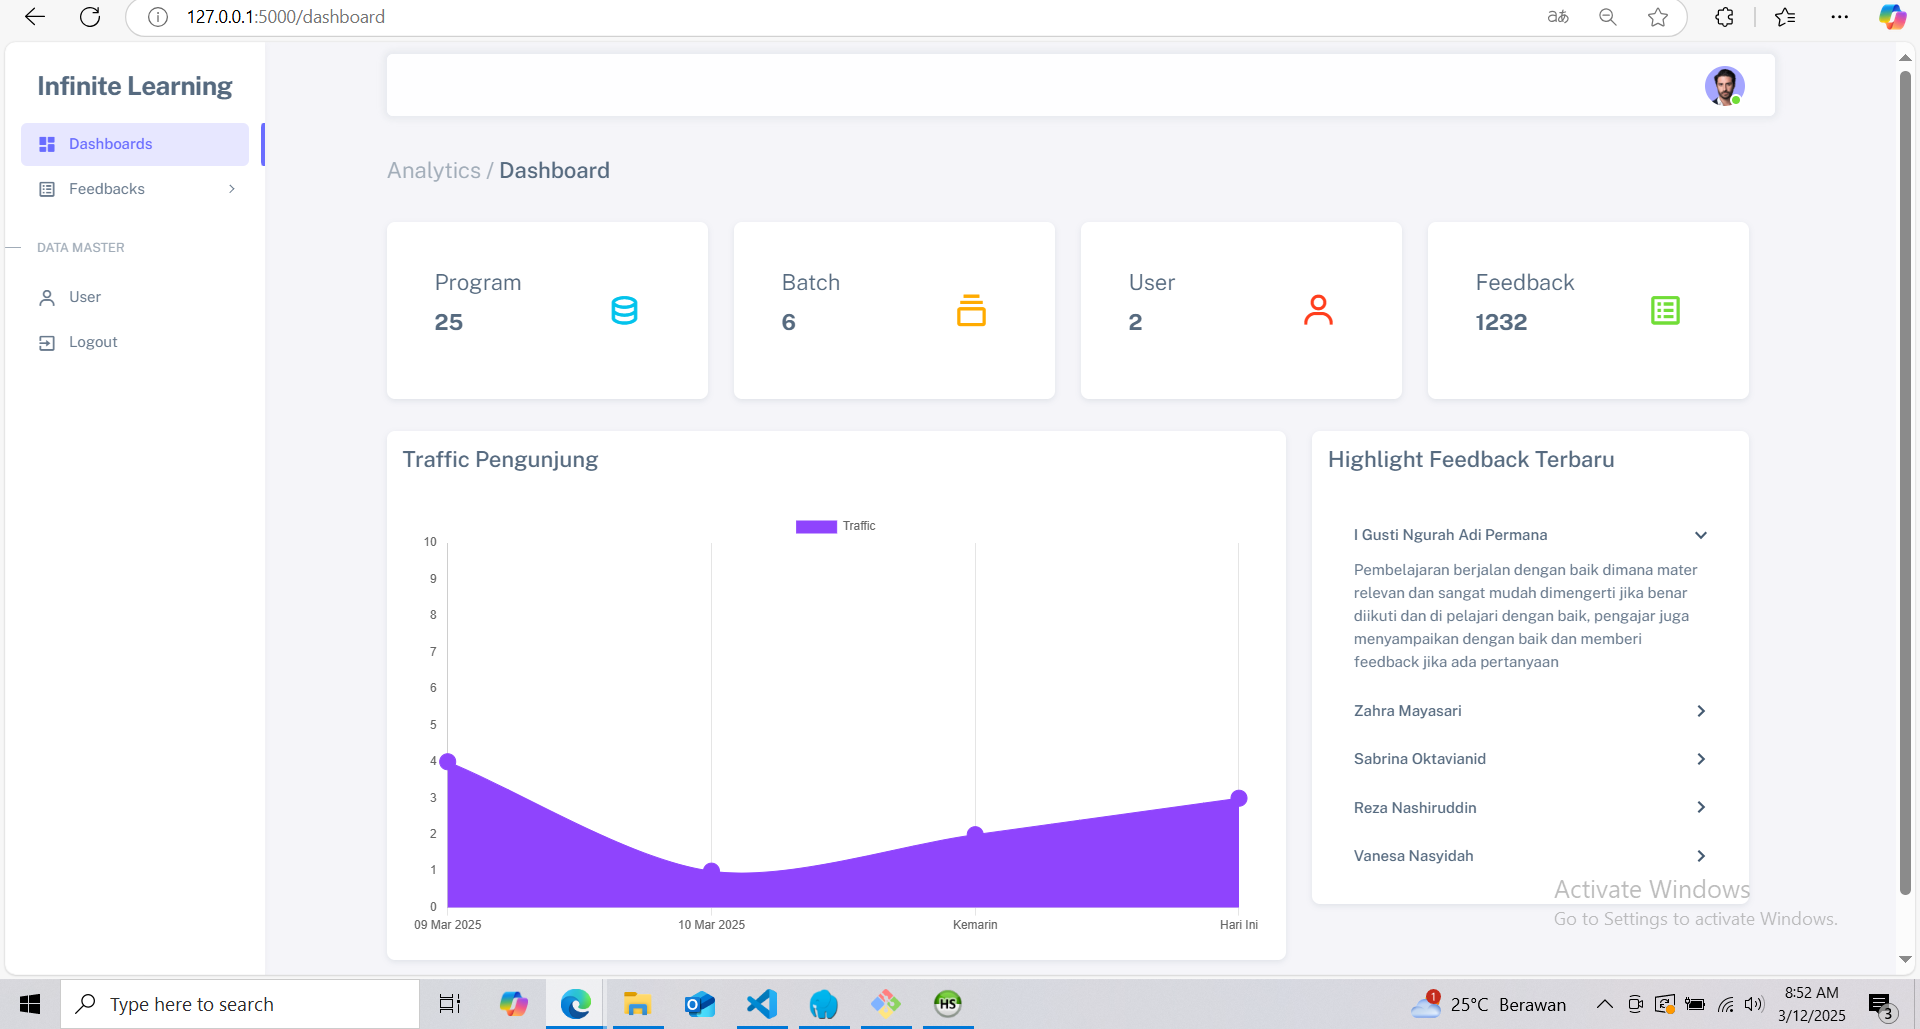 127.0.0.1:5000/dashboard
aあ
Infinite Learning
Dashboards
Feedbacks
DATA MASTER
User
Logout
Analytics / Dashboard
Program
25
Batch
6
User
2
Feedback
1232
Traffic Pengunjung
Traffic
10
9
8
7
6
5
4
3
2
1
0
09 Mar 2025
10 Mar 2025
Kemarin
Hari Ini
Highlight Feedback Terbaru
I Gusti Ngurah Adi Permana
Pembelajaran berjalan dengan baik dimana mater
relevan dan sangat mudah dimengerti jika benar
diikuti dan di pelajari dengan baik, pengajar juga
menyampaikan dengan baik dan memberi
feedback jika ada pertanyaan
Zahra Mayasari
Sabrina Oktavianid
Reza Nashiruddin
Vanesa Nasyidah
Activate Windows
Go to Settings to activate Windows.
Type here to search
HS
1
25°C Berawan
8:52 AM
3/12/2025
3